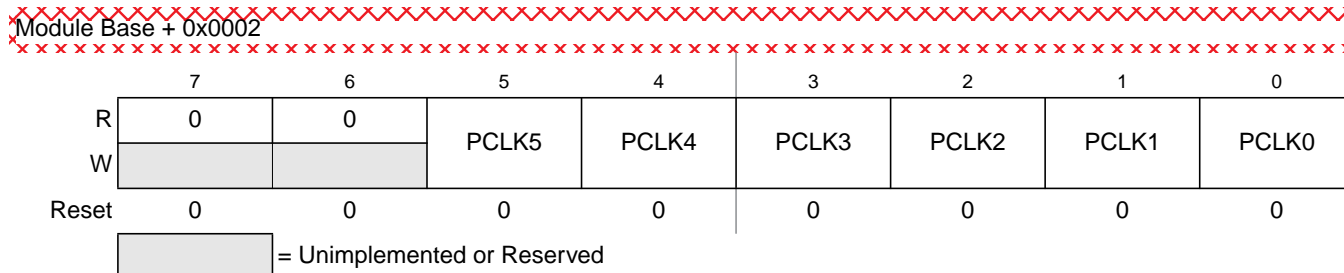 Module Base + 0x0002
7 6 5 4 3 2 1 0
R 0 0 PCLK5 PCLK4 PCLK3 PCLK2 PCLK1 PCLK0
W
Reset 0 0 0 0 0 0 0 0
= Unimplemented or Reserved